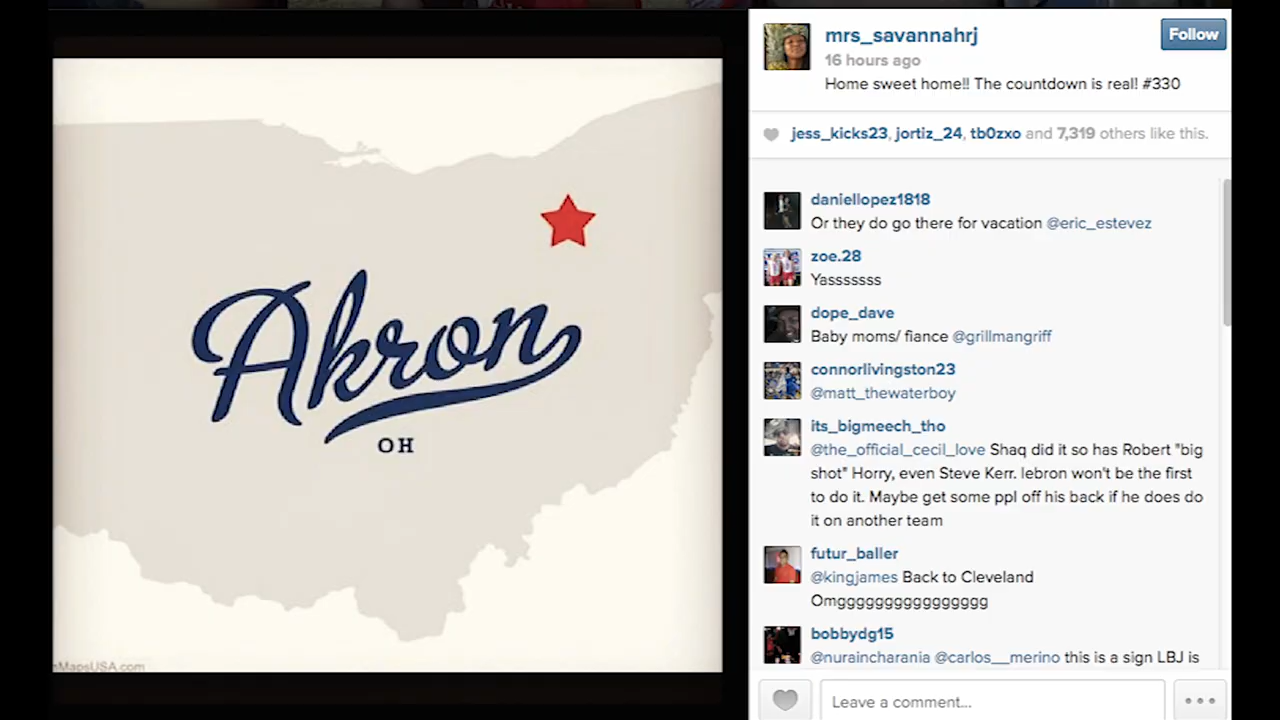 Akron
OH
nMapsUSA.com
mrs_savannahrj
Follow
16 hours ago
Home sweet home!! The countdown is real! #330
jess_kicks23, jortiz_24, tb0zxo and 7,319 others like this.
daniellopez1818
Or they do go there for vacation @eric_estevez
zoe.28
Yasssssss
dope_dave
Baby moms/ fiance @grillmangriff
connorlivingston23
@matt_thewaterboy
its_bigmeech_tho
@the_official_cecil_love Shaq did it so has Robert "big
shot" Horry, even Steve Kerr. lebron won't be the first
to do it. Maybe get some ppl off his back if he does do
it on another team
futur_baller
@kingjames Back to Cleveland
Omgggggggggggggggg
bobbydg15
@nuraincharania @carlos__merino this is a sign LBJ is
Leave a comment...